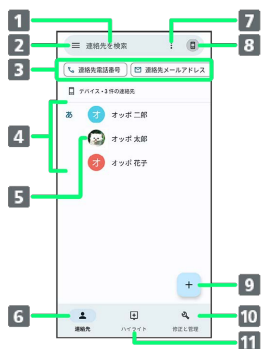 1
7
2
連絡先を検索
8
3
連絡先電話番号
連絡先メールアドレス
デバイス・3 件の連絡先
あ
オ
オッポ 二郎
4
オッポ 太郎
5
オ
オッポ 花子
+
9
6
10
連絡先
ハイライト
修正と管理
11